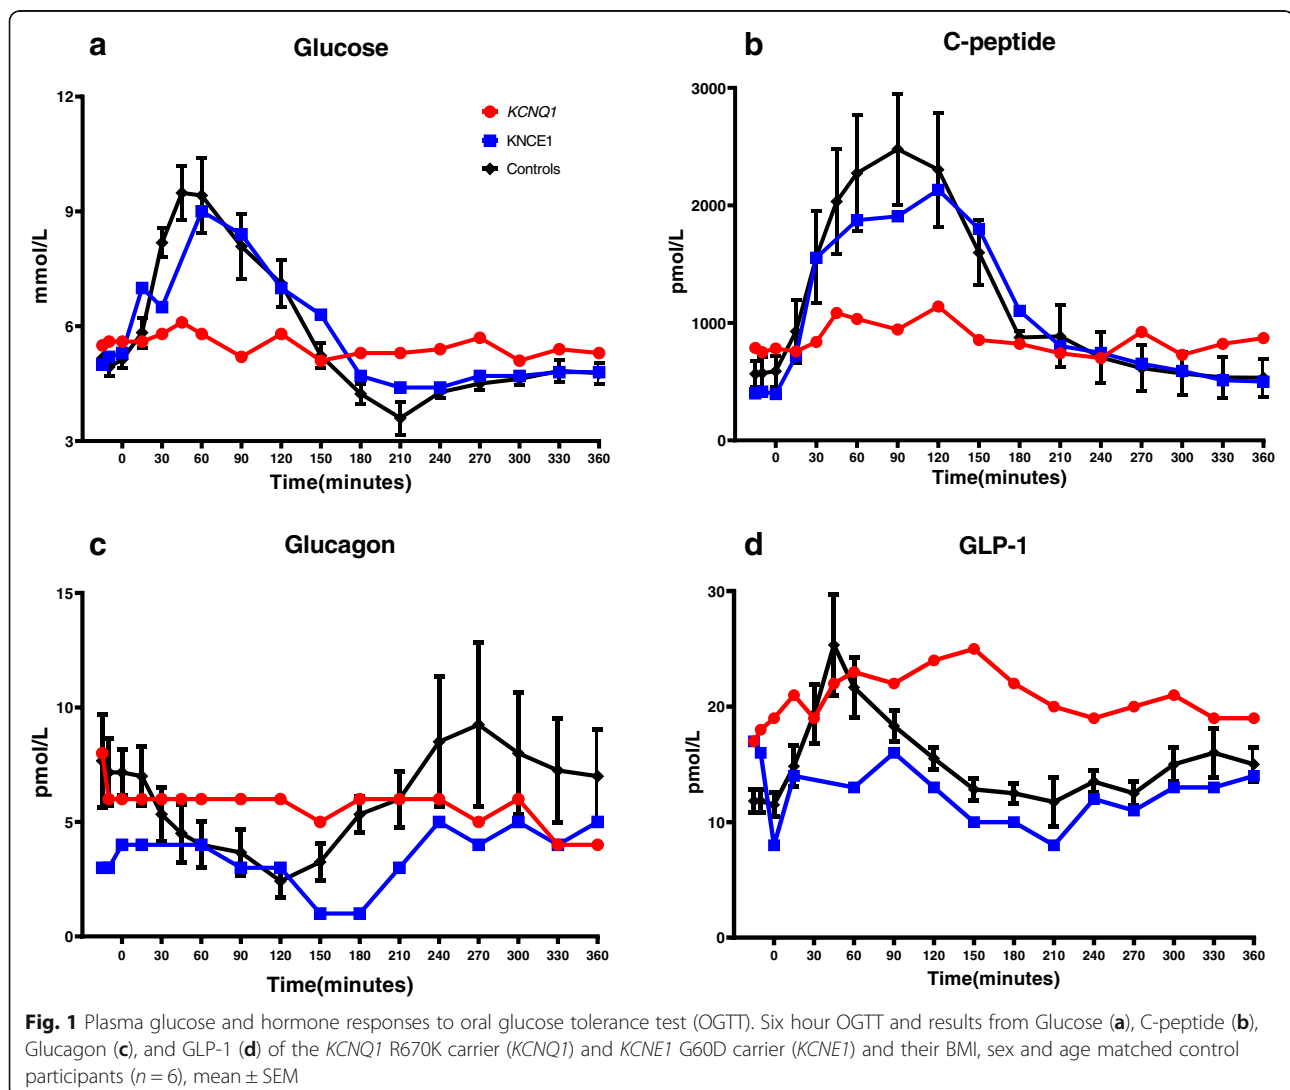 a
Glucose
12
9
6
3
mmol/L
KCNQ1
KNCE1
Controls
0 30 60 90 120 150 180 210 240 270 300 330 360
Time(minutes)
b
C-peptide
3000
2000
1000
0
pmol/L
0 30 60 90 120 150 180 210 240 270 300 330 360
Time(minutes)
c
Glucagon
15
10
5
0
pmol/L
0 30 60 90 120 150 180 210 240 270 300 330 360
Time(minutes)
d
GLP-1
30
20
10
0
pmol/L
0 30 60 90 120 150 180 210 240 270 300 330 360
Time(minutes)
Fig. 1 Plasma glucose and hormone responses to oral glucose tolerance test (OGTT). Six hour OGTT and results from Glucose (a), C-peptide (b),
Glucagon (c), and GLP-1 (d) of the KCNQ1 R670K carrier (KCNQ1) and KCNE1 G60D carrier (KCNE1) and their BMI, sex and age matched control
participants (n = 6), mean ± SEM